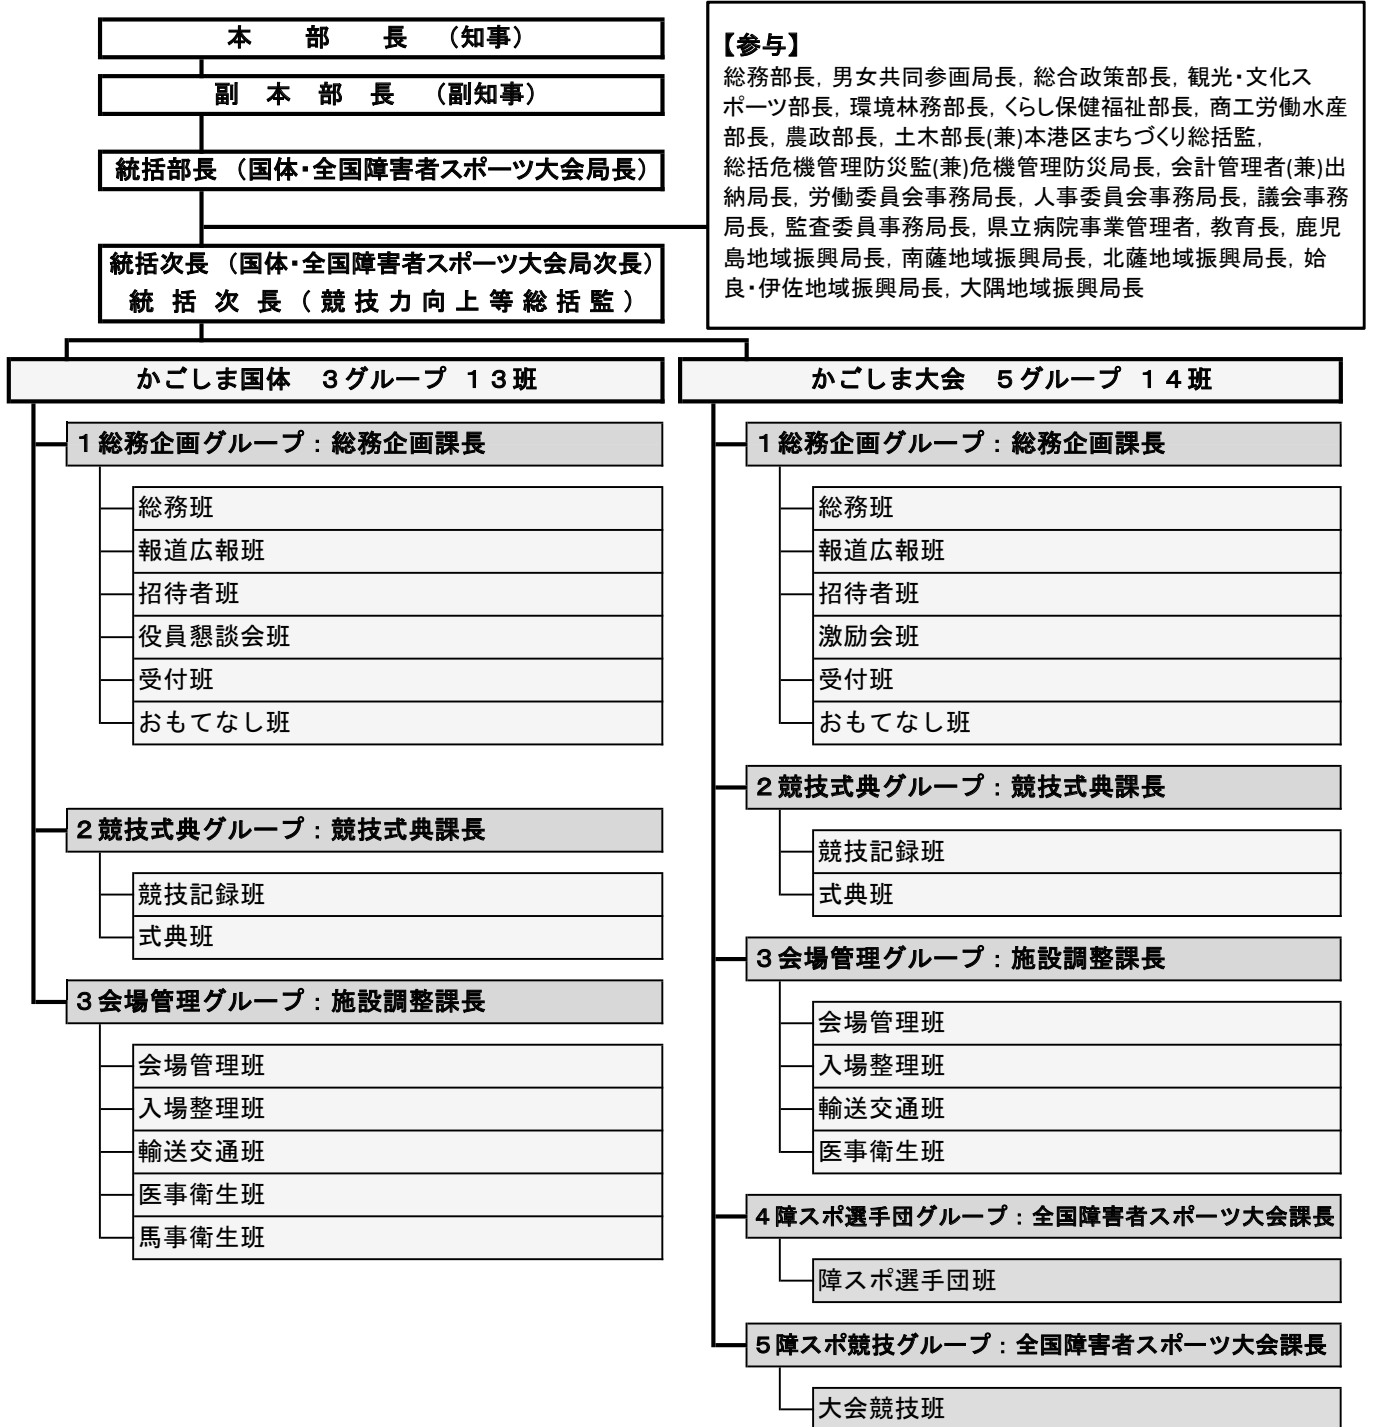 本　部　長　（知事）
副　本　部　長　（副知事）
統括部長（国体・全国障害者スポーツ大会局長）
統括次長（国体・全国障害者スポーツ大会局次長）
統括次長（競技力向上等総括監）
【参与】
総務部長，男女共同参画局長，総合政策部長，観光・文化ス
ポーツ部長，環境林務部長，くらし保健福祉部長，商工労働水産
部長，農政部長，土木部長(兼)本港区まちづくり総括監，
総括危機管理防災監(兼)危機管理防災局長，会計管理者(兼)出
納局長，労働委員会事務局長，人事委員会事務局長，議会事務
局長，監査委員事務局長，県立病院事業管理者，教育長，鹿児
島地域振興局長，南薩地域振興局長，北薩地域振興局長，姶
良・伊佐地域振興局長，大隅地域振興局長
かごしま国体　３グループ　１３班
１総務企画グループ：総務企画課長
総務班
報道広報班
招待者班
役員懇談会班
受付班
おもてなし班
２競技式典グループ：競技式典課長
競技記録班
式典班
３会場管理グループ：施設調整課長
会場管理班
入場整理班
輸送交通班
医事衛生班
馬事衛生班
かごしま大会　５グループ　１４班
１総務企画グループ：総務企画課長
総務班
報道広報班
招待者班
激励会班
受付班
おもてなし班
２競技式典グループ：競技式典課長
競技記録班
式典班
３会場管理グループ：施設調整課長
会場管理班
入場整理班
輸送交通班
医事衛生班
４障スポ選手団グループ：全国障害者スポーツ大会課長
障スポ選手団班
５障スポ競技グループ：全国障害者スポーツ大会課長
大会競技班